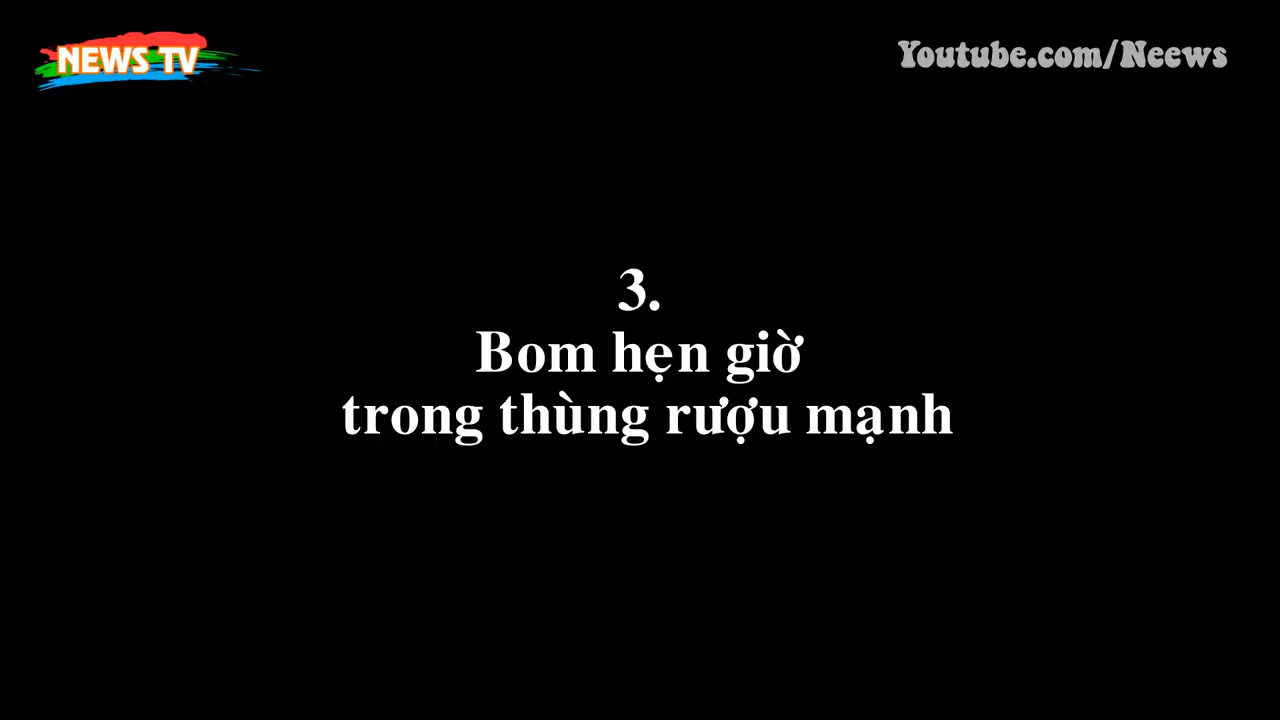 NEWS TV
Youtube.com/Neews
3.
Bom hẹn giờ
trong thùng rượu mạnh